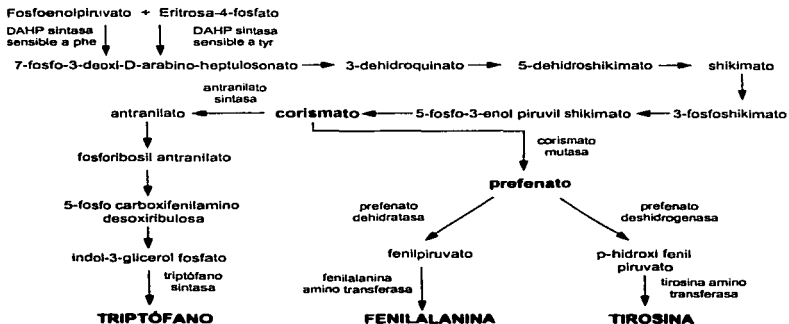 Fosfoenolpiruvato + Eritrosa-4-fosfato
DAHP sintasa
sensible a phe
DAHP sintasa
sensible a tyr
7-fosfo-3-deoxi-D-arabino-heptulosonato
3-dehidroquinato
5-dehidroshikimato
shikimato
antranilato
sintasa
antranilato
corismato
5-fosfo-3-enol piruvil shikimato
3-fosfoshikimato
corismato
mutasa
fosforibosil antranilato
prefenato
5-fosfo carboxifenilamino
desoxiribulosa
prefenato
dehidratasa
prefenato
deshidrogenasa
indol-3-glicerol fosfato
fenilpiruvato
p-hidroxi fenil
piruvato
triptófano
sintasa
fenilalanina
amino transferasa
tirosina amino
transferasa
TRIPTÓFANO
FENILALANINA
TIROSINA